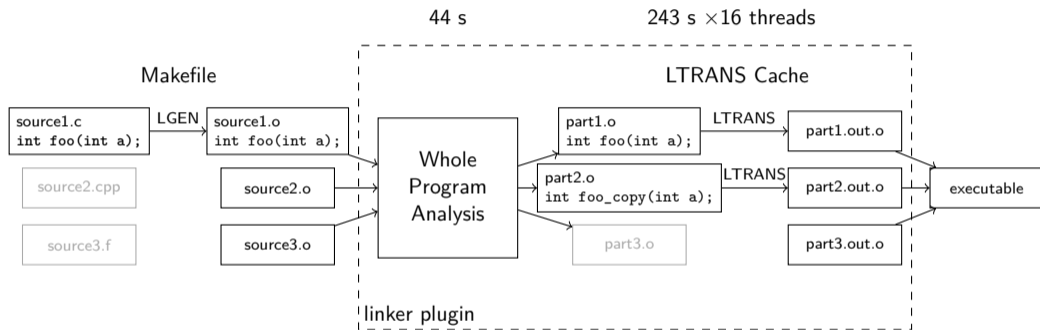 44 s
243 s ×16 threads
Makefile
LTRANS Cache
source1.c
int foo(int a);
LGEN
source1.o
int foo(int a);
source2.cpp
source2.o
source3.f
source3.o
Whole
Program
Analysis
part1.o
int foo(int a);
LTRANS
part1.out.o
part2.o
int foo_copy(int a);
LTRANS
part2.out.o
part3.o
part3.out.o
executable
linker plugin